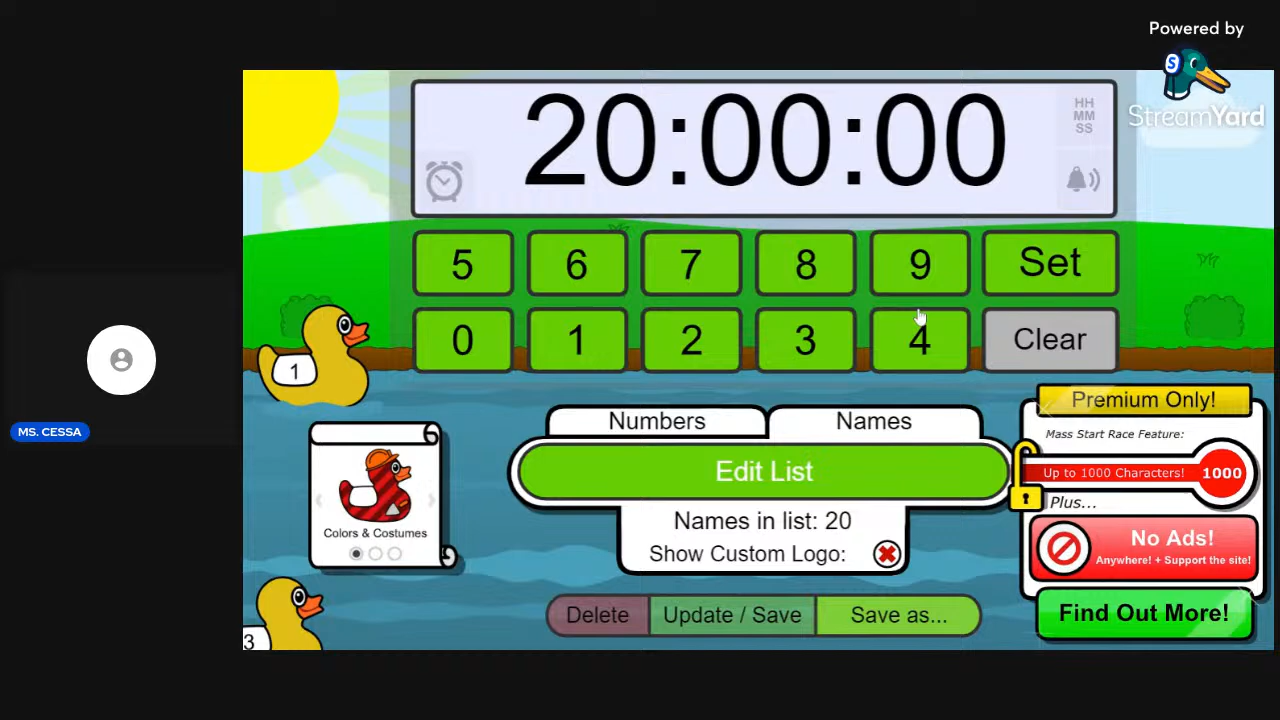 Powered by
StreamYard
S
20:00:00
HH
MM
SS
5 6 7 8 9 Set
0 1 2 3 4 Clear
1
MS. CESSA
Numbers Names
Edit List
Names in list: 20
Show Custom Logo:
Colors & Costumes
Premium Only!
Mass Start Race Feature:
Up to 1000 Characters! 1000
Plus...
No Ads!
Anywhere! + Support the site!
Find Out More!
Delete Update / Save Save as...
3